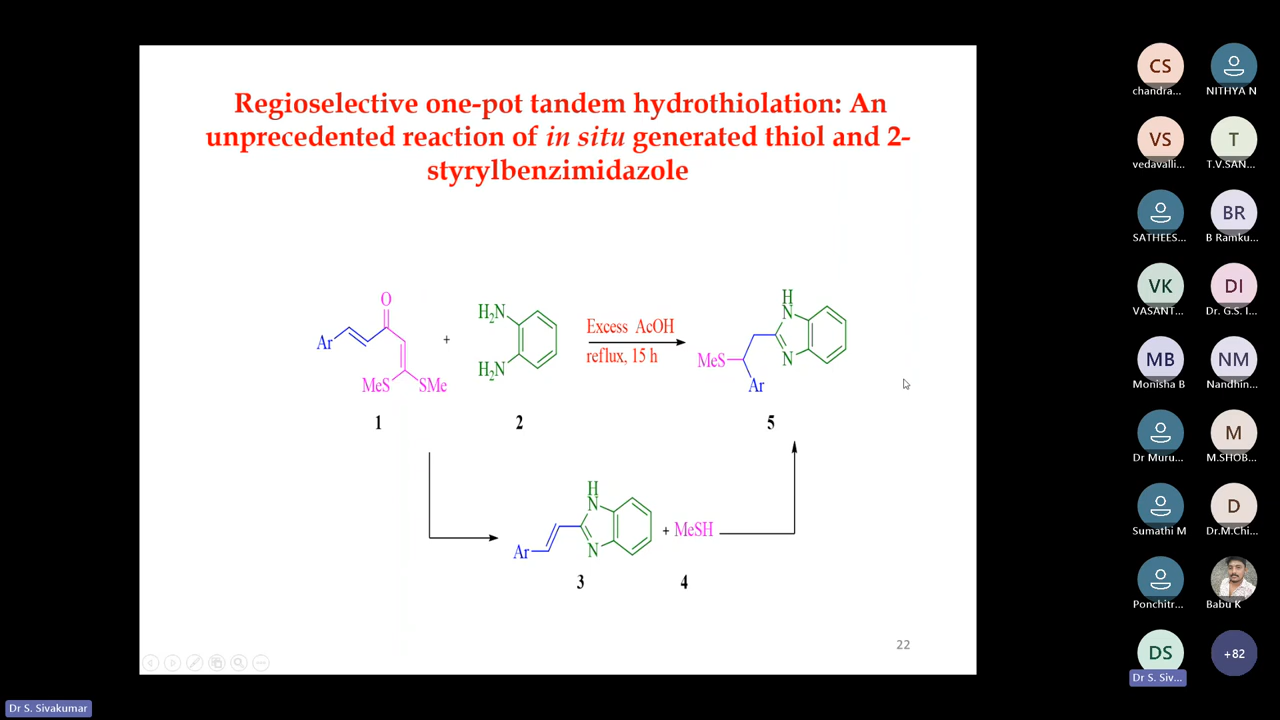 Regioselective one-pot tandem hydrothiolation: An
unprecedented reaction of in situ generated thiol and 2-
styrylbenzimidazole
O
Ar
MeS
SMe
1
+
H₂N
H₂N
2
Excess AcOH
reflux, 15 h
H
N
N
MeS
Ar
5
H
N
N
Ar
3
+ MeSH
4
22
CS
chandra...
NITHYA N
VS
vedavalli...
T
T.V.SAN...
SATHEES...
BR
B Ramku...
VK
VASANT...
DI
Dr. G.S. I...
MB
Monisha B
NM
Nandhin...
Dr Muru...
M
M.SHOB...
Sumathi M
D
Dr.M.Chi...
Ponchitr...
Babu K
DS
Dr S. Siv...
+82
Dr S. Sivakumar